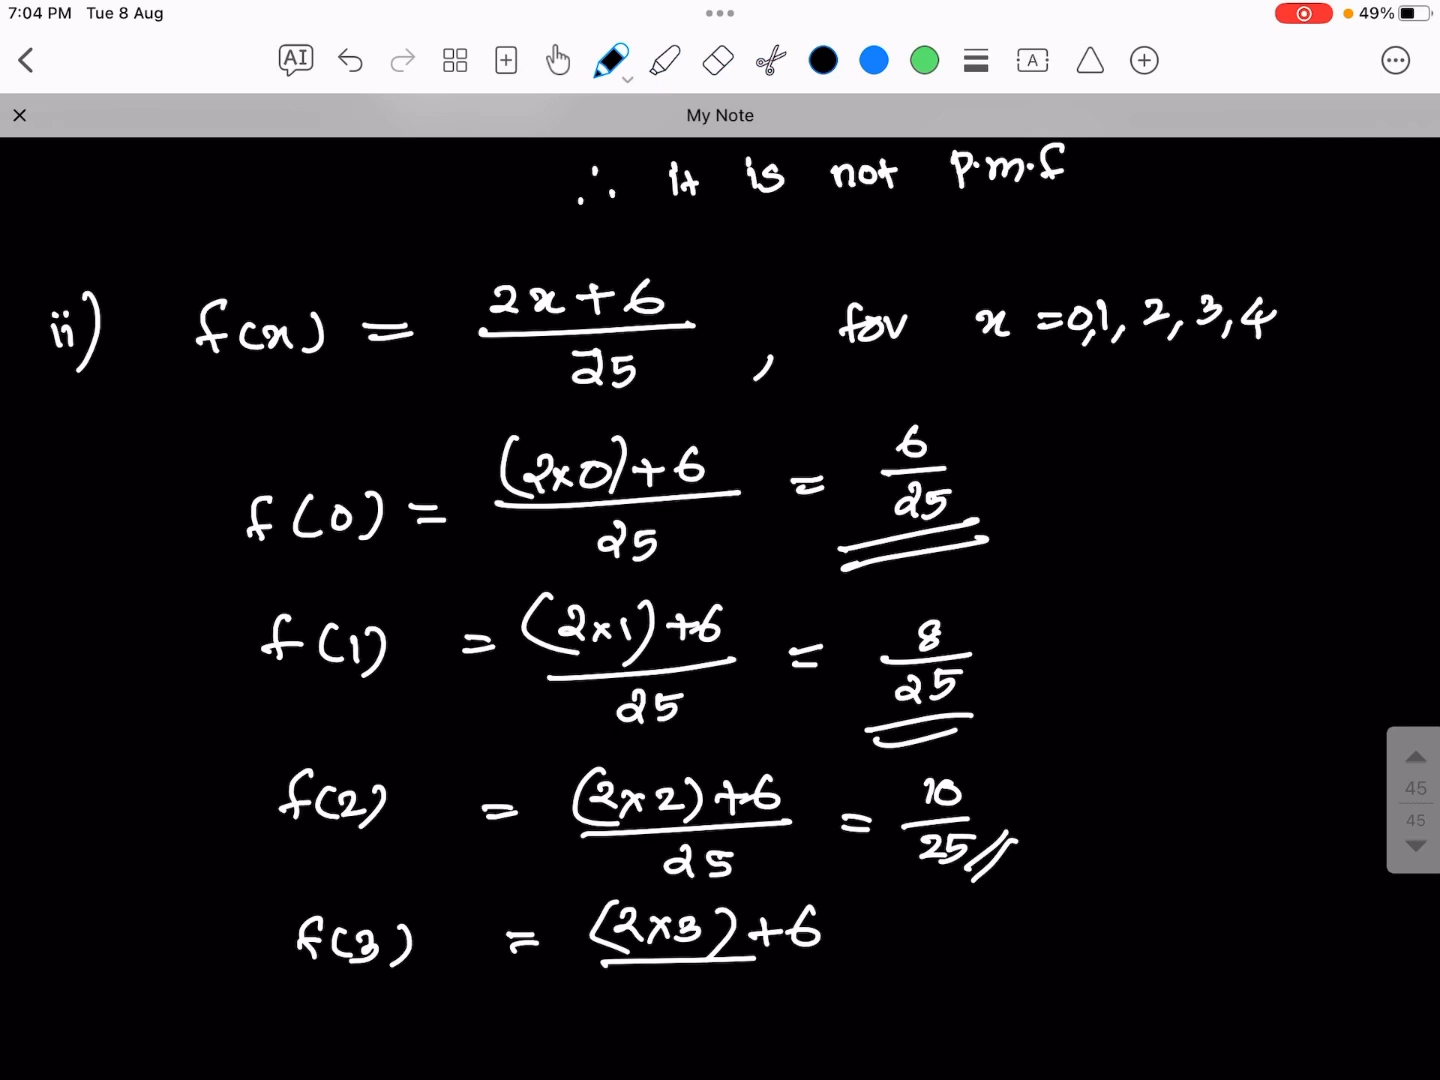 7:04 PM Tue 8 Aug
49%
AI
A
My Note
∴ it is not p.m.f
ii) f(x) = 2x+6 / 25 , for x = 0,1, 2, 3, 4
f(0) = (2×0)+6 / 25 = 6 / 25
f(1) = (2×1)+6 / 25 = 8 / 25
f(2) = (2×2)+6 / 25 = 10 / 25 //
f(3) = (2×3)+6
45
45